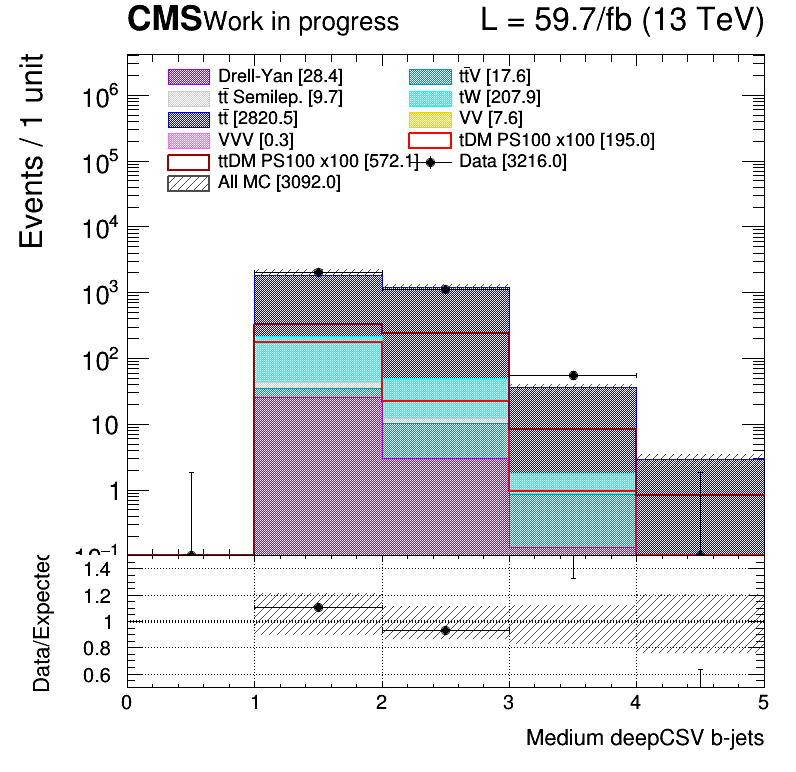 CMS Work in progress L = 59.7/fb (13 TeV)
Events / 1 unit
Drell-Yan [28.4] tt̄V [17.6]
tt̄ Semilep. [9.7] tW [207.9]
tt̄ [2820.5] VV [7.6]
VVV [0.3] tDM PS100 x100 [195.0]
ttDM PS100 x100 [572.1] Data [3216.0]
All MC [3092.0]
10⁶
10⁵
10⁴
10³
10²
10
1
10⁻¹
Data/Expected
1.4
1.2
1
0.8
0.6
0 1 2 3 4 5
Medium deepCSV b-jets